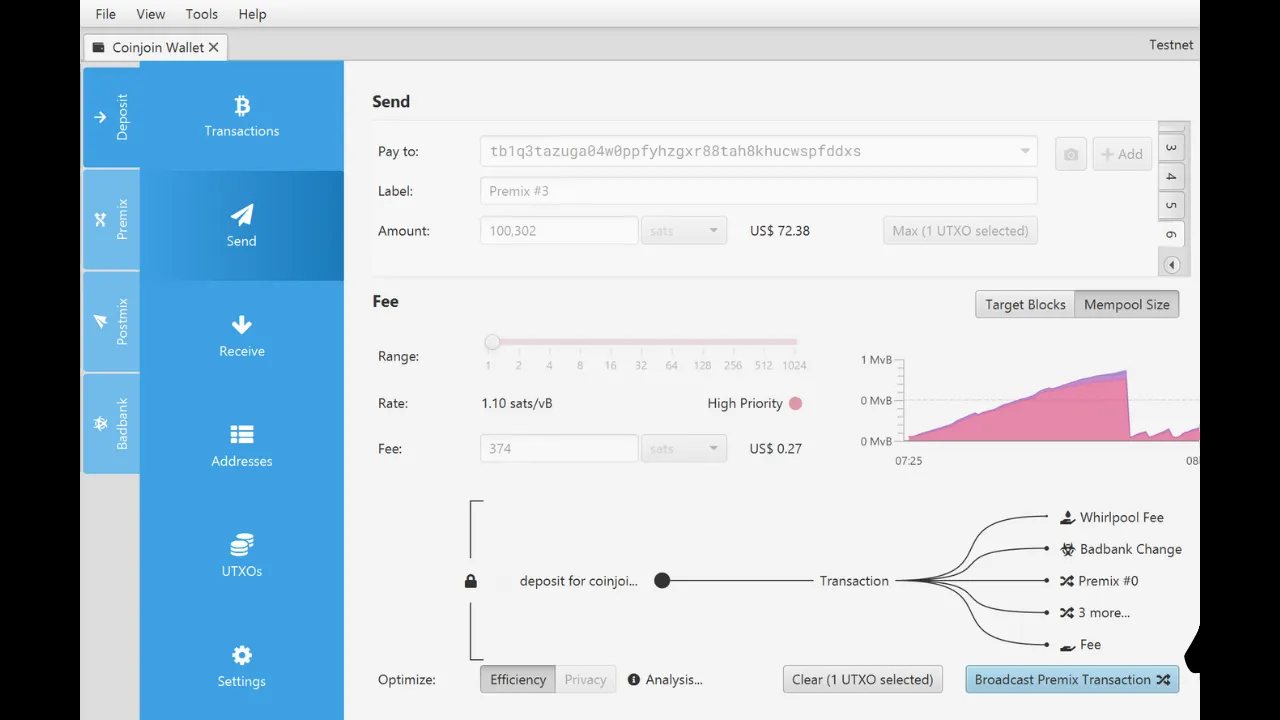 File View Tools Help
Coinjoin Wallet
Testnet
Deposit
Premix
Postmix
Badbank
Transactions
Send
Receive
Addresses
UTXOs
Settings
Send
Pay to: tb1q3tazuga04w0ppfyhzgxr88tah8khucwspfddxs + Add
Label: Premix #3
Amount: 100,302 sats US$ 72.38 Max (1 UTXO selected)
3
4
5
6
Fee
Target Blocks Mempool Size
Range: 1 2 4 8 16 32 64 128 256 512 1024
Rate: 1.10 sats/vB High Priority
Fee: 374 sats US$ 0.27
1 MvB
0 MvB
0 MvB
07:25 08
Whirlpool Fee
Badbank Change
deposit for coinjoi... Transaction Premix #0
3 more...
Fee
Optimize: Efficiency Privacy Analysis... Clear (1 UTXO selected) Broadcast Premix Transaction